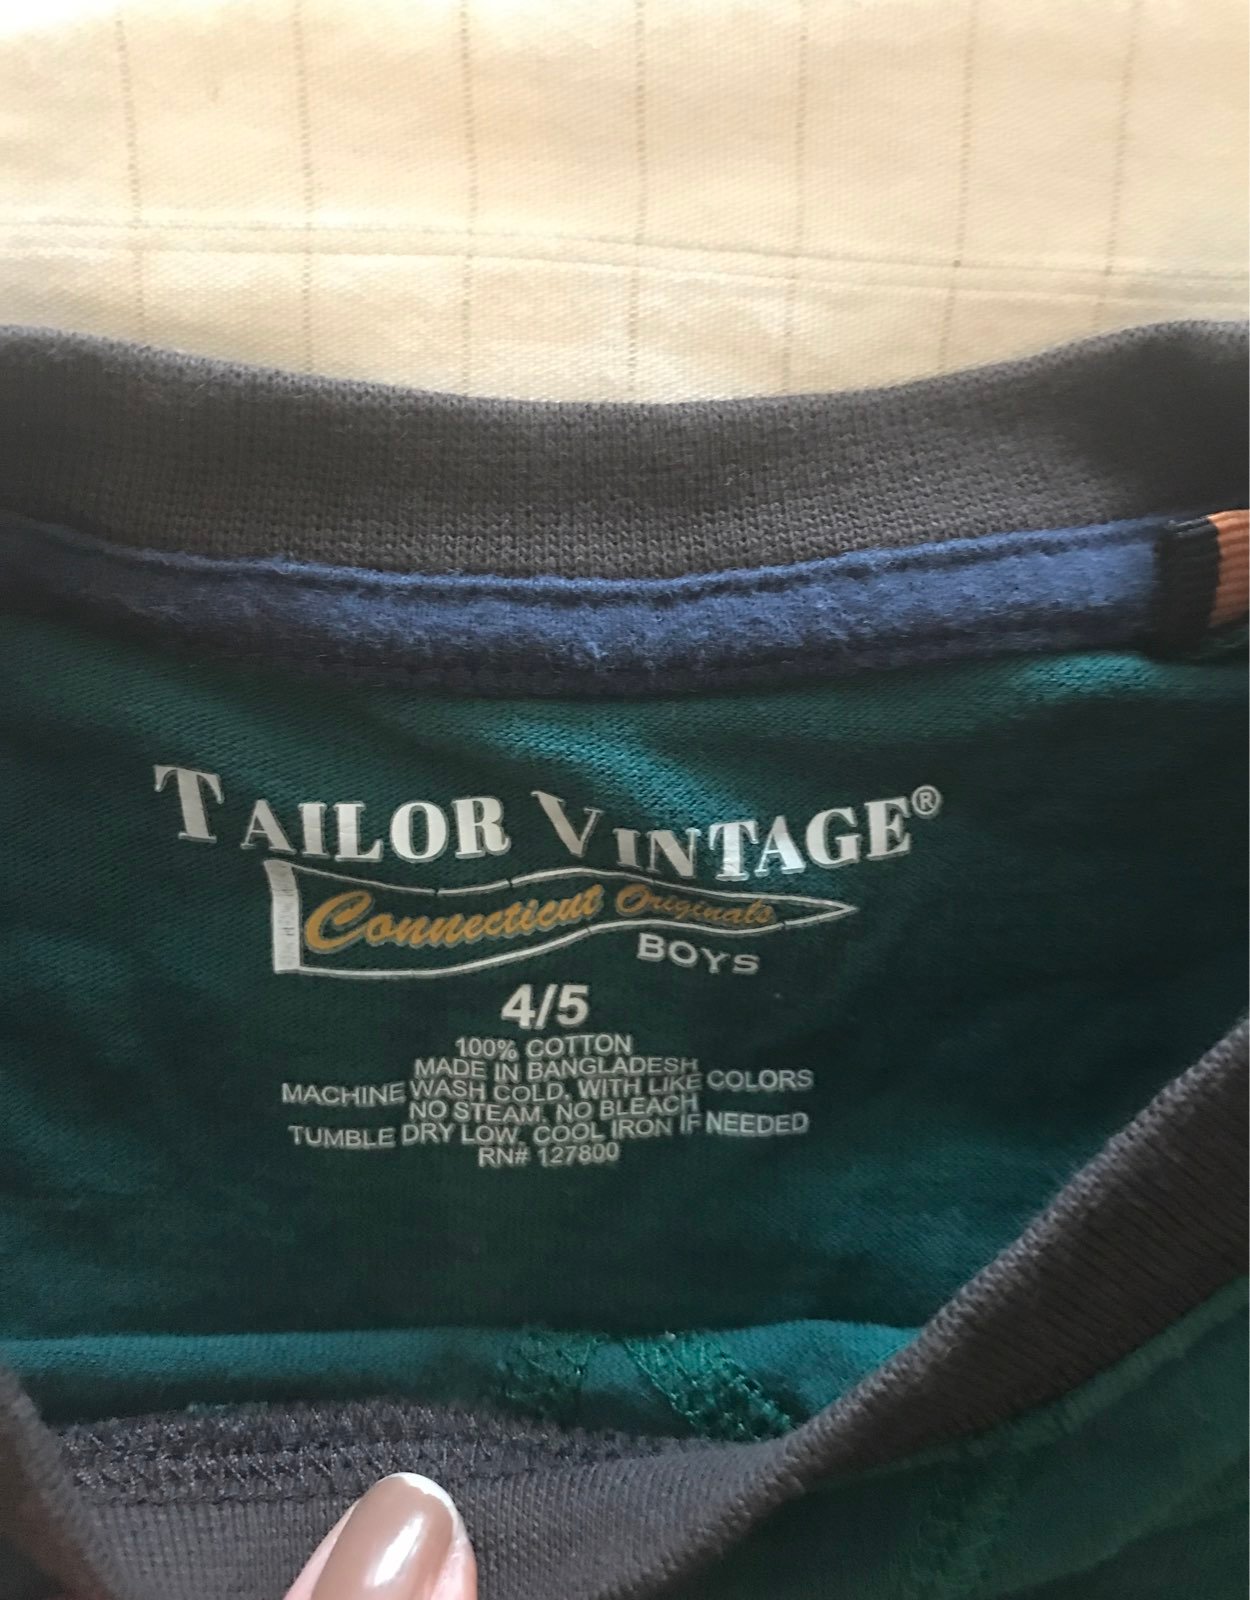 TAILOR VINTAGE®
Connecticut Originals
BOYS
4/5
100% COTTON
MADE IN BANGLADESH
MACHINE WASH COLD, WITH LIKE COLORS
NO STEAM, NO BLEACH
TUMBLE DRY LOW, COOL IRON IF NEEDED
RN# 127800